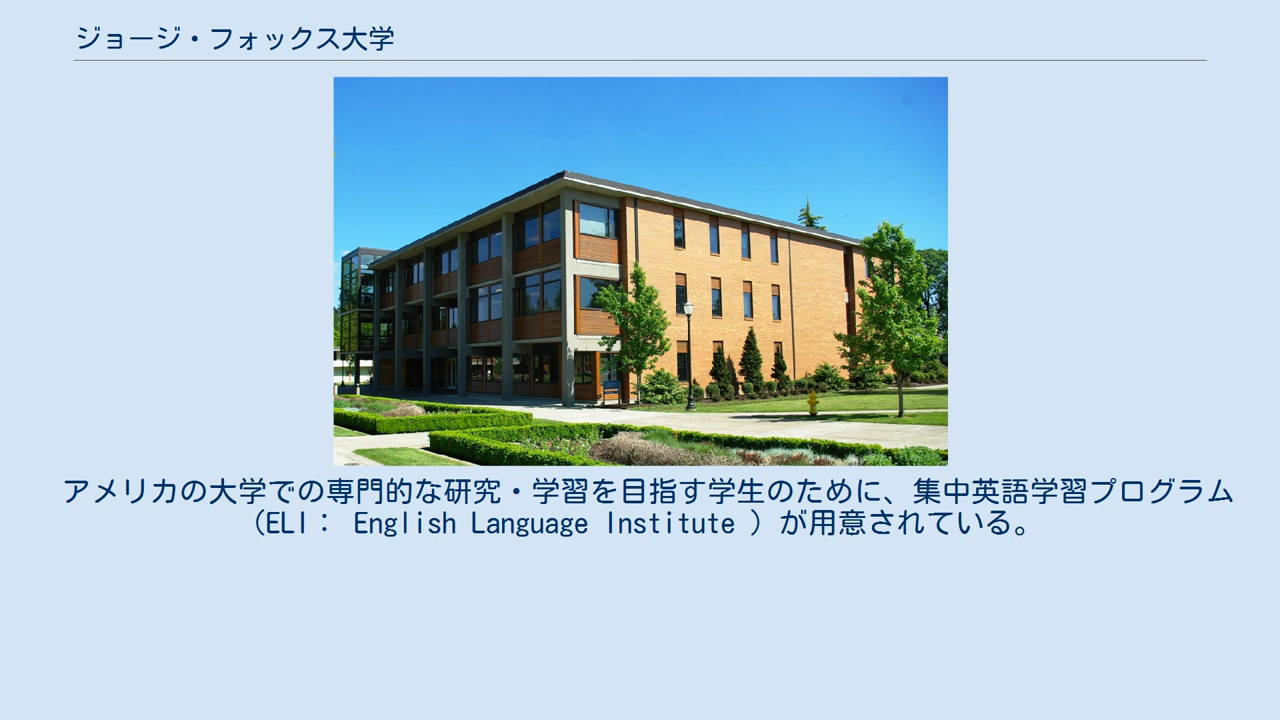 ジョージ・フォックス大学
アメリカの大学での専門的な研究・学習を目指す学生のために、集中英語学習プログラム
（ELI： English Language Institute ）が用意されている。